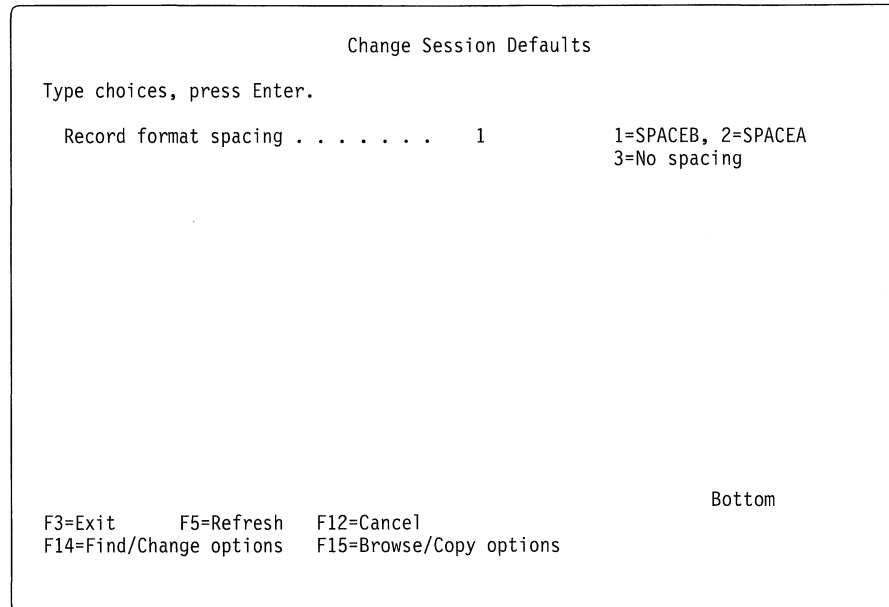 Change Session Defaults
Type choices, press Enter.
Record format spacing . . . . . . . 1 1=SPACEB, 2=SPACEA
3=No spacing
Bottom
F3=Exit F5=Refresh F12=Cancel
F14=Find/Change options F15=Browse/Copy options